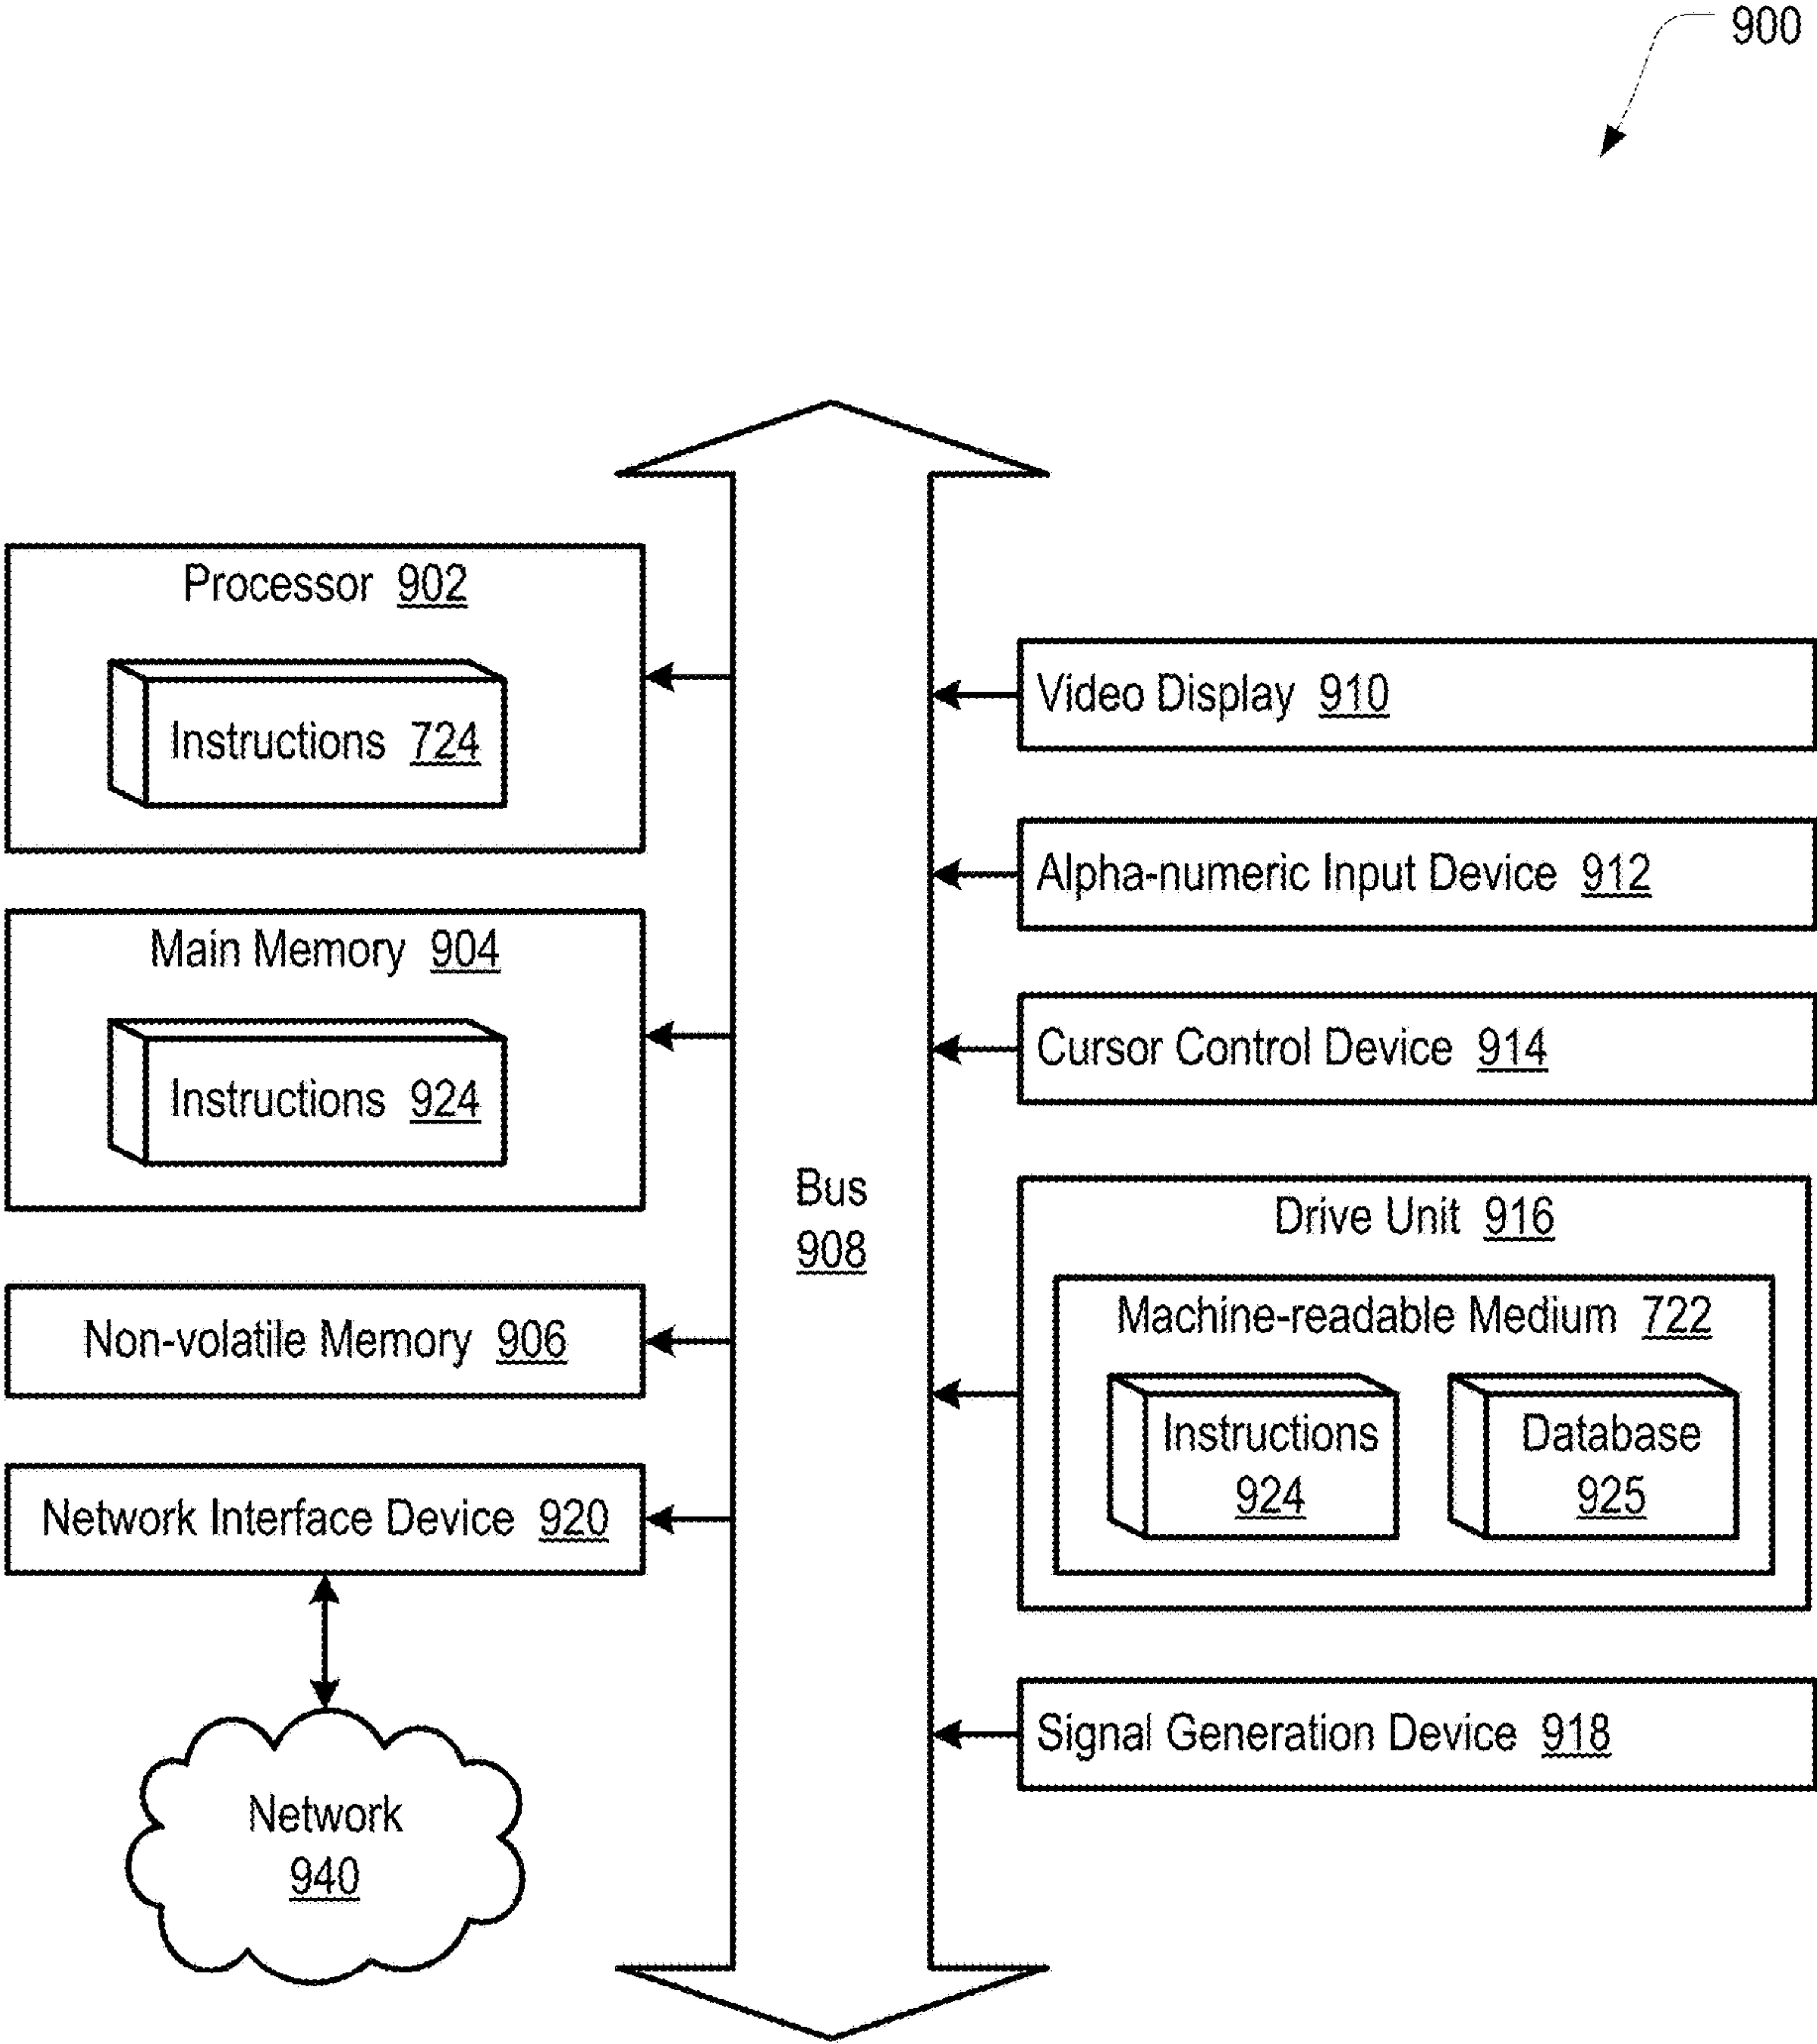 900
Processor 902
Instructions 724
Main Memory 904
Instructions 924
Non-volatile Memory 906
Network Interface Device 920
Network
940
Bus
908
Video Display 910
Alpha-numeric Input Device 912
Cursor Control Device 914
Drive Unit 916
Machine-readable Medium 722
Instructions
924
Database
925
Signal Generation Device 918